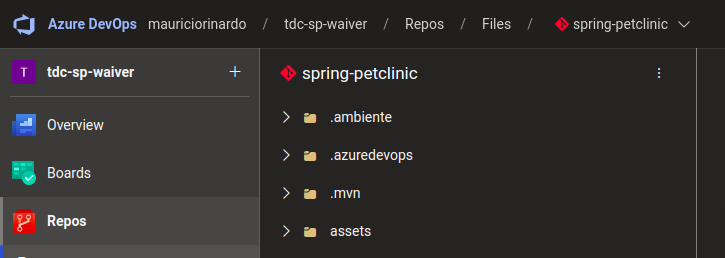 Azure DevOps mauriciorinardo / tdc-sp-waiver / Repos / Files / spring-petclinic
T tdc-sp-waiver +
spring-petclinic
.ambiente
Overview
.azuredevops
Boards
.mvn
Repos
assets